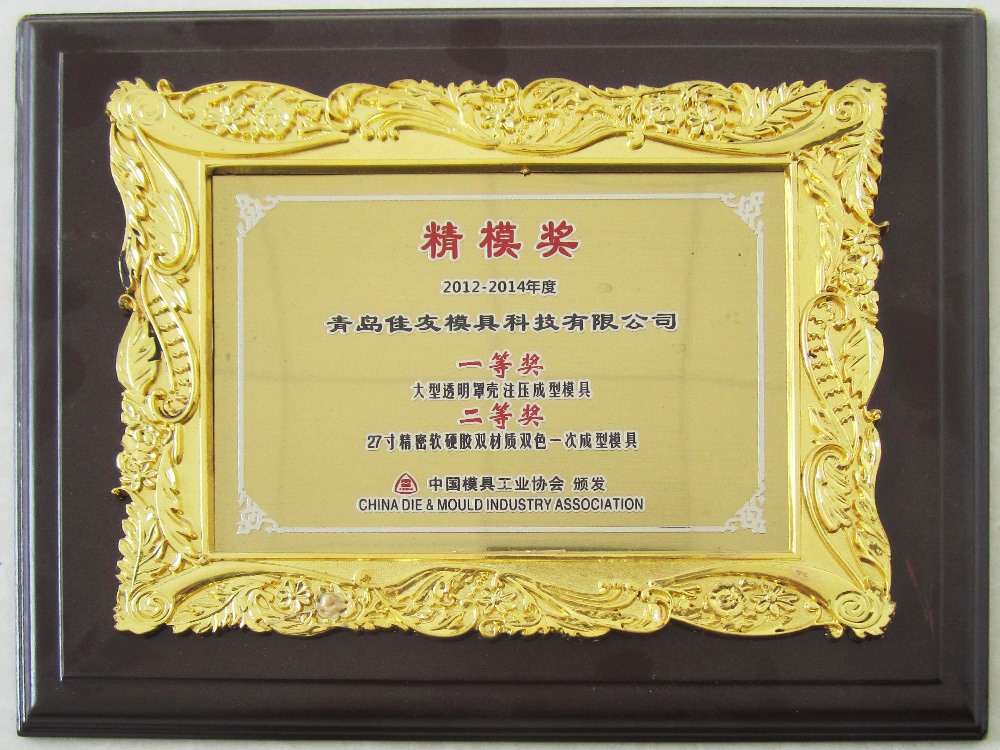 精模奖
2012-2014年度
青岛佳友模具科技有限公司
一等奖
大型透明罩壳注压成型模具
二等奖
27寸精密软硬胶双材质双色一次成型模具
中国模具工业协会 颁发
CHINA DIE & MOULD INDUSTRY ASSOCIATION